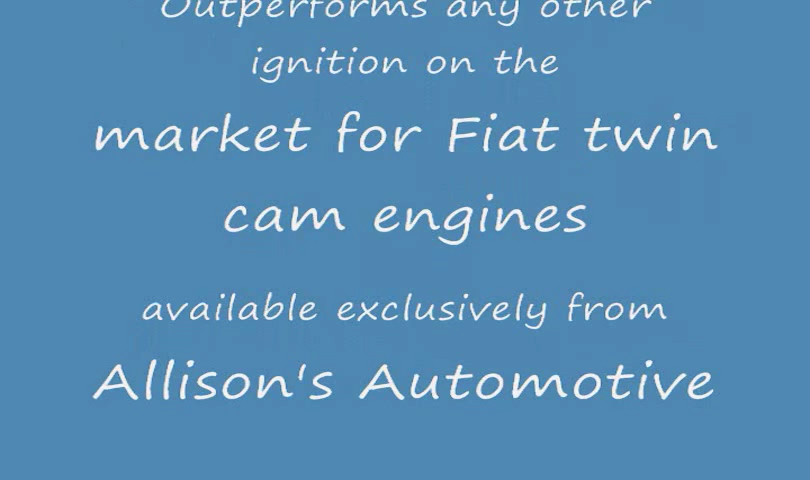 Outperforms any other
ignition on the
market for Fiat twin
cam engines
available exclusively from
Allison's Automotive